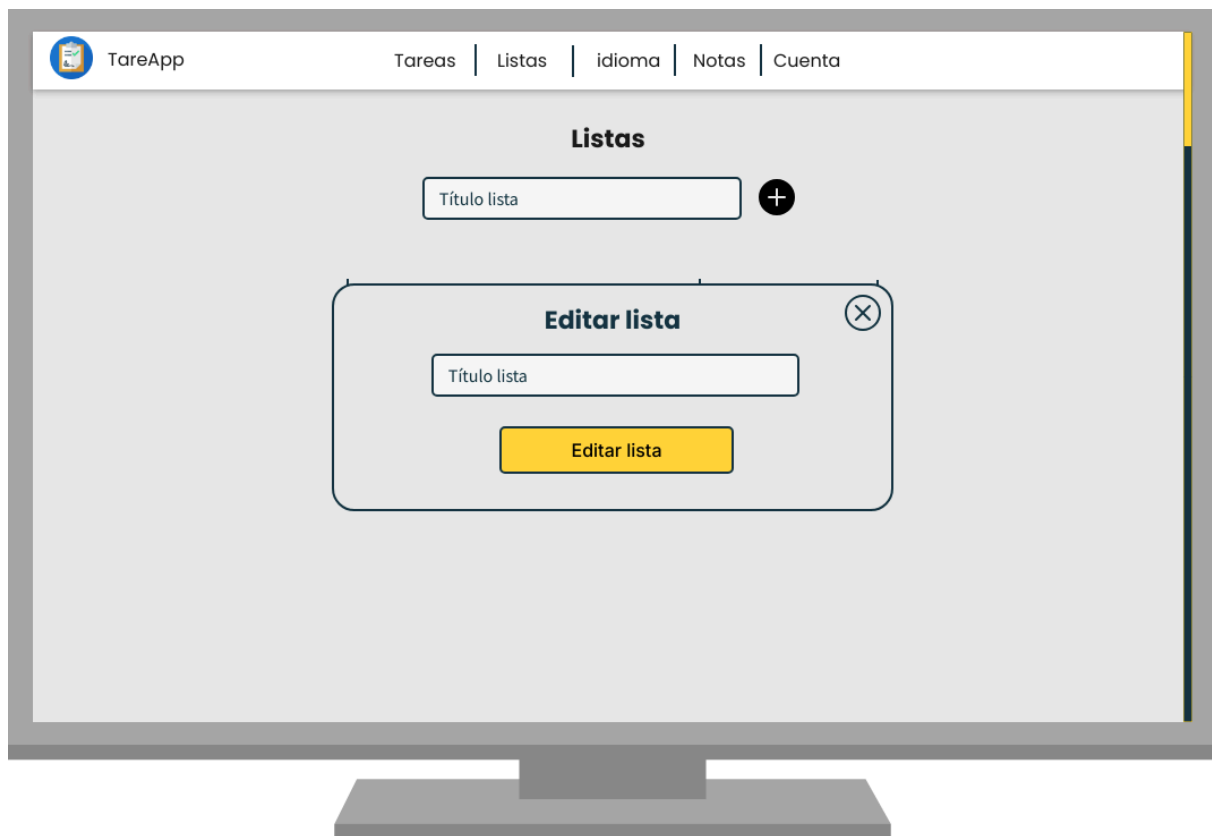 TareApp Tareas Listas idioma Notas Cuenta
Listas
Título lista
Editar lista
Título lista
Editar lista